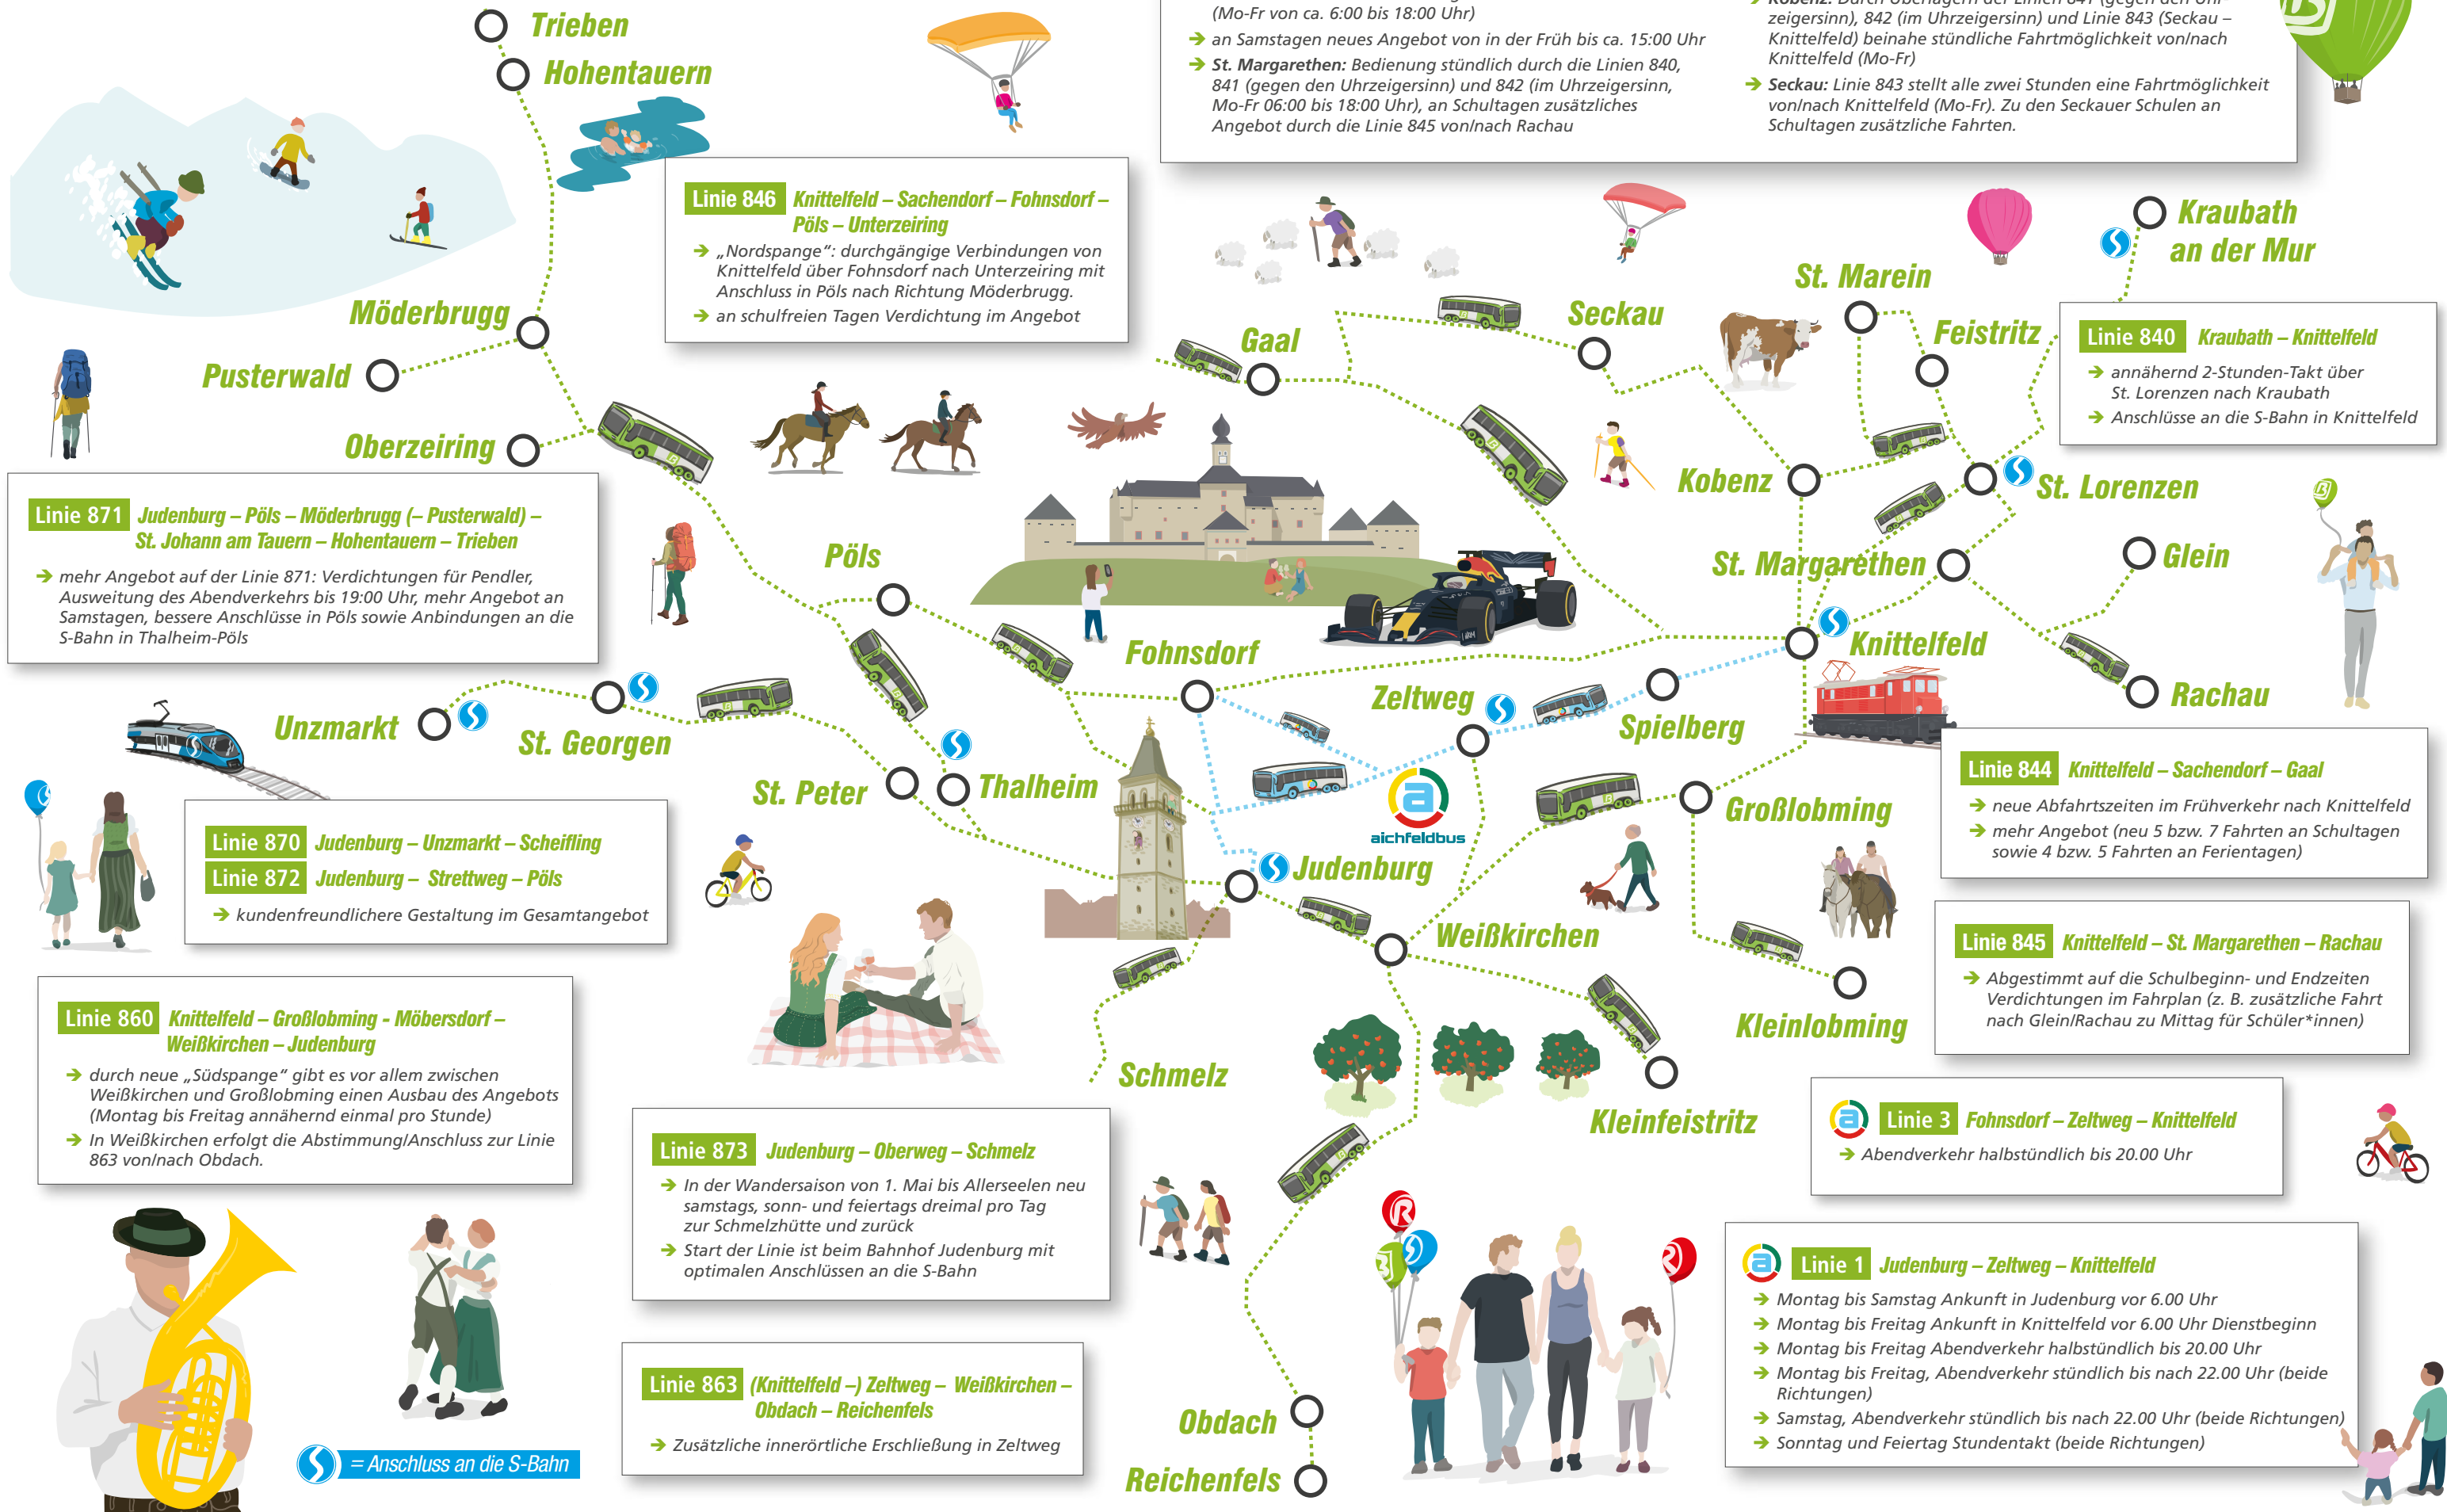 (Mo-Fr von ca. 6:00 bis 18:00 Uhr)
➔ an Samstagen neues Angebot von in der Früh bis ca. 15:00 Uhr
➔ St. Margarethen: Bedienung stündlich durch die Linien 840,
841 (gegen den Uhrzeigersinn) und 842 (im Uhrzeigersinn,
Mo-Fr 06:00 bis 18:00 Uhr), an Schultagen zusätzliches
Angebot durch die Linie 845 von/nach Rachau
➔ Kobenz: Durch Überlagern der Linien 841 (gegen den Uhr-
zeigersinn), 842 (im Uhrzeigersinn) und Linie 843 (Seckau –
Knittelfeld) beinahe stündliche Fahrtmöglichkeit von/nach
Knittelfeld (Mo-Fr)
➔ Seckau: Linie 843 stellt alle zwei Stunden eine Fahrtmöglichkeit
von/nach Knittelfeld (Mo-Fr). Zu den Seckauer Schulen an
Schultagen zusätzliche Fahrten.
Trieben
Hohentauern
Linie 846 Knittelfeld – Sachendorf – Fohnsdorf –
Pöls – Unterzeiring
➔ „Nordspange“: durchgängige Verbindungen von
Knittelfeld über Fohnsdorf nach Unterzeiring mit
Anschluss in Pöls nach Richtung Möderbrugg.
➔ an schulfreien Tagen Verdichtung im Angebot
Kraubath
an der Mur
St. Marein
Möderbrugg
Seckau
Gaal
Feistritz
Linie 840 Kraubath – Knittelfeld
➔ annähernd 2-Stunden-Takt über
St. Lorenzen nach Kraubath
➔ Anschlüsse an die S-Bahn in Knittelfeld
Pusterwald
Oberzeiring
Kobenz
St. Lorenzen
Linie 871 Judenburg – Pöls – Möderbrugg (– Pusterwald) –
St. Johann am Tauern – Hohentauern – Trieben
➔ mehr Angebot auf der Linie 871: Verdichtungen für Pendler,
Ausweitung des Abendverkehrs bis 19:00 Uhr, mehr Angebot an
Samstagen, bessere Anschlüsse in Pöls sowie Anbindungen an die
S-Bahn in Thalheim-Pöls
Pöls
St. Margarethen
Glein
Fohnsdorf
Knittelfeld
Zeltweg
Rachau
Unzmarkt
St. Georgen
Spielberg
St. Peter
Thalheim
Großlobming
aichfeldbus
Linie 844 Knittelfeld – Sachendorf – Gaal
➔ neue Abfahrtszeiten im Frühverkehr nach Knittelfeld
➔ mehr Angebot (neu 5 bzw. 7 Fahrten an Schultagen
sowie 4 bzw. 5 Fahrten an Ferientagen)
Linie 870 Judenburg – Unzmarkt – Scheifling
Linie 872 Judenburg – Strettweg – Pöls
➔ kundenfreundlichere Gestaltung im Gesamtangebot
Judenburg
Weißkirchen
Linie 845 Knittelfeld – St. Margarethen – Rachau
➔ Abgestimmt auf die Schulbeginn- und Endzeiten
Verdichtungen im Fahrplan (z. B. zusätzliche Fahrt
nach Glein/Rachau zu Mittag für Schüler*innen)
Linie 860 Knittelfeld – Großlobming - Möbersdorf –
Weißkirchen – Judenburg
➔ durch neue „Südspange“ gibt es vor allem zwischen
Weißkirchen und Großlobming einen Ausbau des Angebots
(Montag bis Freitag annähernd einmal pro Stunde)
➔ In Weißkirchen erfolgt die Abstimmung/Anschluss zur Linie
863 von/nach Obdach.
Kleinlobming
Schmelz
Kleinfeistritz
Linie 3 Fohnsdorf – Zeltweg – Knittelfeld
➔ Abendverkehr halbstündlich bis 20.00 Uhr
Linie 873 Judenburg – Oberweg – Schmelz
➔ In der Wandersaison von 1. Mai bis Allerseelen neu
samstags, sonn- und feiertags dreimal pro Tag
zur Schmelzhütte und zurück
➔ Start der Linie ist beim Bahnhof Judenburg mit
optimalen Anschlüssen an die S-Bahn
Linie 1 Judenburg – Zeltweg – Knittelfeld
➔ Montag bis Samstag Ankunft in Judenburg vor 6.00 Uhr
➔ Montag bis Freitag Ankunft in Knittelfeld vor 6.00 Uhr Dienstbeginn
➔ Montag bis Freitag Abendverkehr halbstündlich bis 20.00 Uhr
➔ Montag bis Freitag, Abendverkehr stündlich bis nach 22.00 Uhr (beide
Richtungen)
➔ Samstag, Abendverkehr stündlich bis nach 22.00 Uhr (beide Richtungen)
➔ Sonntag und Feiertag Stundentakt (beide Richtungen)
Linie 863 (Knittelfeld –) Zeltweg – Weißkirchen –
Obdach – Reichenfels
➔ Zusätzliche innerörtliche Erschließung in Zeltweg
Obdach
Reichenfels
= Anschluss an die S-Bahn